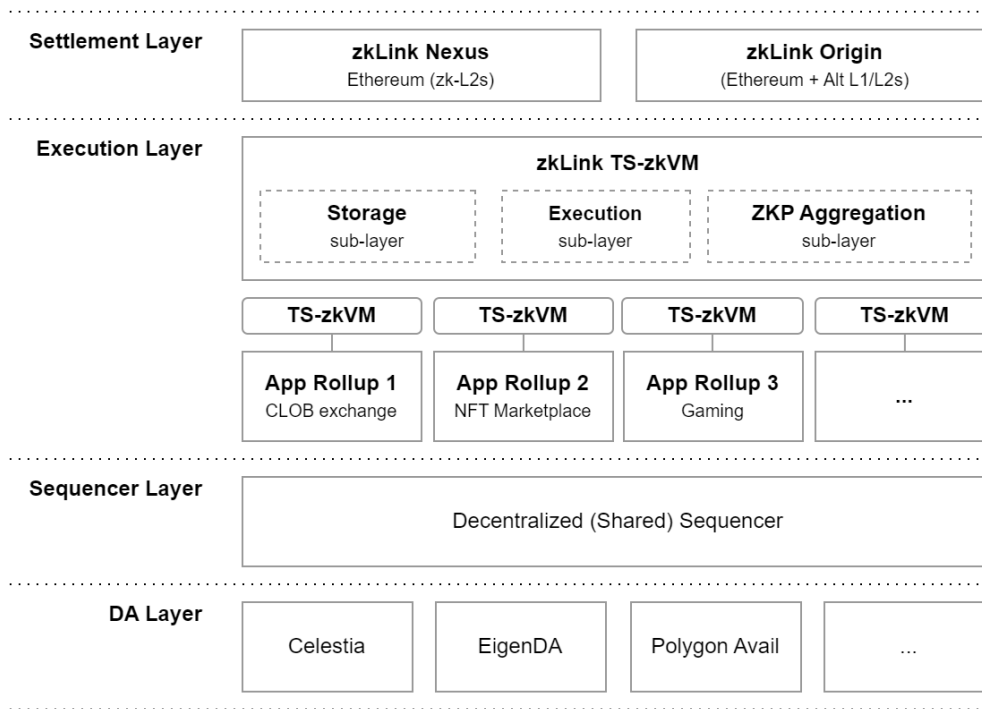 Settlement Layer
zkLink Nexus
Ethereum (zk-L2s)
zkLink Origin
(Ethereum + Alt L1/L2s)
Execution Layer
zkLink TS-zkVM
Storage
sub-layer
Execution
sub-layer
ZKP Aggregation
sub-layer
TS-zkVM
TS-zkVM
TS-zkVM
TS-zkVM
App Rollup 1
CLOB exchange
App Rollup 2
NFT Marketplace
App Rollup 3
Gaming
...
Sequencer Layer
Decentralized (Shared) Sequencer
DA Layer
Celestia
EigenDA
Polygon Avail
...